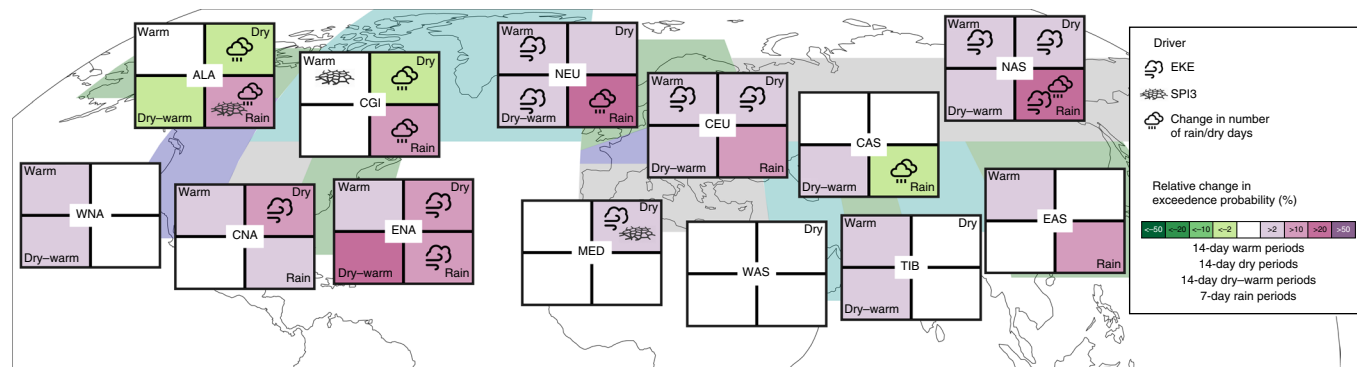 Warm
Dry
ALA
Dry–warm
Rain
Warm
Dry
CGI
Rain
Warm
Dry
NEU
Dry–warm
Rain
Warm
Dry
CEU
Dry–warm
Rain
CAS
Dry–warm
Rain
Warm
Dry
NAS
Dry–warm
Rain
Warm
WNA
Dry–warm
Warm
Dry
CNA
Rain
Warm
Dry
ENA
Dry–warm
Rain
Dry
MED
Dry
WAS
Warm
Dry
TIB
Dry–warm
Warm
EAS
Rain
Driver
EKE
SPI3
Change in number
of rain/dry days
Relative change in
exceedence probability (%)
<–50 <–20 <–10 <–2 >2 >10 >20 >50
14-day warm periods
14-day dry periods
14-day dry–warm periods
7-day rain periods